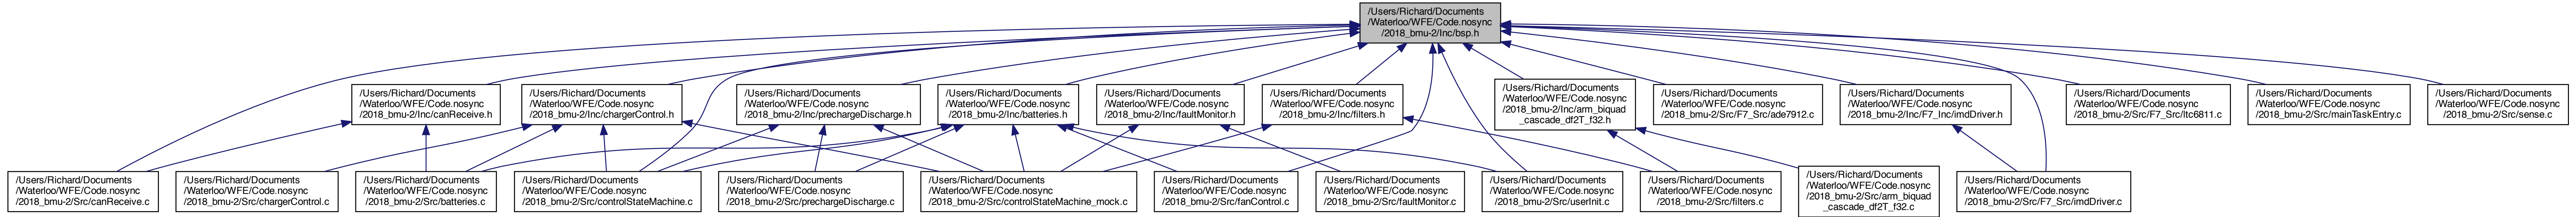 /Users/Richard/Documents
/Waterloo/WFE/Code.nosync
/2018_bmu-2/Inc/bsp.h
/Users/Richard/Documents
/Waterloo/WFE/Code.nosync
/2018_bmu-2/Inc/canReceive.h
/Users/Richard/Documents
/Waterloo/WFE/Code.nosync
/2018_bmu-2/Inc/chargerControl.h
/Users/Richard/Documents
/Waterloo/WFE/Code.nosync
/2018_bmu-2/Inc/prechargeDischarge.h
/Users/Richard/Documents
/Waterloo/WFE/Code.nosync
/2018_bmu-2/Inc/batteries.h
/Users/Richard/Documents
/Waterloo/WFE/Code.nosync
/2018_bmu-2/Inc/faultMonitor.h
/Users/Richard/Documents
/Waterloo/WFE/Code.nosync
/2018_bmu-2/Inc/filters.h
/Users/Richard/Documents
/Waterloo/WFE/Code.nosync
/2018_bmu-2/Inc/arm_biquad
_cascade_df2T_f32.h
/Users/Richard/Documents
/Waterloo/WFE/Code.nosync
/2018_bmu-2/Src/F7_Src/ade7912.c
/Users/Richard/Documents
/Waterloo/WFE/Code.nosync
/2018_bmu-2/Inc/F7_Inc/imdDriver.h
/Users/Richard/Documents
/Waterloo/WFE/Code.nosync
/2018_bmu-2/Src/F7_Src/ltc6811.c
/Users/Richard/Documents
/Waterloo/WFE/Code.nosync
/2018_bmu-2/Src/mainTaskEntry.c
/Users/Richard/Documents
/Waterloo/WFE/Code.nosync
/2018_bmu-2/Src/sense.c
/Users/Richard/Documents
/Waterloo/WFE/Code.nosync
/2018_bmu-2/Src/canReceive.c
/Users/Richard/Documents
/Waterloo/WFE/Code.nosync
/2018_bmu-2/Src/chargerControl.c
/Users/Richard/Documents
/Waterloo/WFE/Code.nosync
/2018_bmu-2/Src/batteries.c
/Users/Richard/Documents
/Waterloo/WFE/Code.nosync
/2018_bmu-2/Src/controlStateMachine.c
/Users/Richard/Documents
/Waterloo/WFE/Code.nosync
/2018_bmu-2/Src/prechargeDischarge.c
/Users/Richard/Documents
/Waterloo/WFE/Code.nosync
/2018_bmu-2/Src/controlStateMachine_mock.c
/Users/Richard/Documents
/Waterloo/WFE/Code.nosync
/2018_bmu-2/Src/fanControl.c
/Users/Richard/Documents
/Waterloo/WFE/Code.nosync
/2018_bmu-2/Src/faultMonitor.c
/Users/Richard/Documents
/Waterloo/WFE/Code.nosync
/2018_bmu-2/Src/userInit.c
/Users/Richard/Documents
/Waterloo/WFE/Code.nosync
/2018_bmu-2/Src/filters.c
/Users/Richard/Documents
/Waterloo/WFE/Code.nosync
/2018_bmu-2/Src/arm_biquad
_cascade_df2T_f32.c
/Users/Richard/Documents
/Waterloo/WFE/Code.nosync
/2018_bmu-2/Src/F7_Src/imdDriver.c